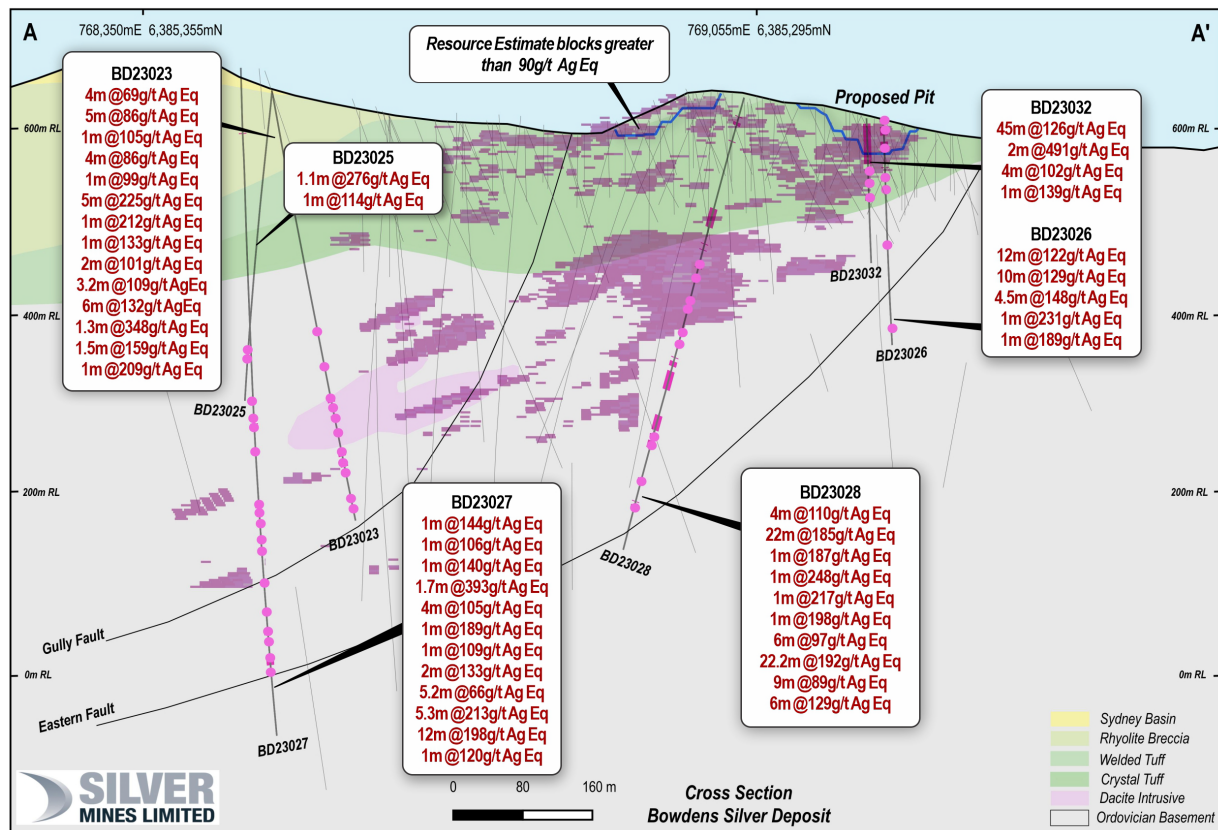 A
768,350mE 6,385,355mN
769,055mE 6,385,295mN
A'
Resource Estimate blocks greater
than 90g/t Ag Eq
Proposed Pit
BD23023
4m @69g/t Ag Eq
5m @86g/t Ag Eq
1m @105g/t Ag Eq
4m @86g/t Ag Eq
1m @99g/t Ag Eq
5m @225g/t Ag Eq
1m @212g/t Ag Eq
1m @133g/t Ag Eq
2m @101g/t Ag Eq
3.2m @109g/tAgEq
6m @132g/tAgEq
1.3m @348g/t Ag Eq
1.5m @159g/t Ag Eq
1m @209g/t Ag Eq
BD23025
1.1m @276g/t Ag Eq
1m @114g/t Ag Eq
BD23032
45m @126g/t Ag Eq
2m @491g/t Ag Eq
4m @102g/t Ag Eq
1m @139g/t Ag Eq
BD23026
12m @122g/t Ag Eq
10m @129g/t Ag Eq
4.5m @148g/t Ag Eq
1m @231g/t Ag Eq
1m @189g/t Ag Eq
600m RL
600m RL
400m RL
400m RL
200m RL
200m RL
0m RL
0m RL
BD23032
BD23026
BD23025
BD23023
BD23028
BD23027
Gully Fault
Eastern Fault
BD23027
1m @144g/t Ag Eq
1m @106g/t Ag Eq
1m @140g/t Ag Eq
1.7m @393g/t Ag Eq
4m @105g/t Ag Eq
1m @189g/t Ag Eq
1m @109g/t Ag Eq
2m @133g/t Ag Eq
5.2m @66g/t Ag Eq
5.3m @213g/t Ag Eq
12m @198g/t Ag Eq
1m @120g/t Ag Eq
BD23028
4m @110g/t Ag Eq
22m @185g/t Ag Eq
1m @187g/t Ag Eq
1m @248g/t Ag Eq
1m @217g/t Ag Eq
1m @198g/t Ag Eq
6m @97g/t Ag Eq
22.2m @192g/t Ag Eq
9m @89g/t Ag Eq
6m @129g/t Ag Eq
Sydney Basin
Rhyolite Breccia
Welded Tuff
Crystal Tuff
Dacite Intrusive
Ordovician Basement
SILVER
MINES LIMITED
0 80 160 m
Cross Section
Bowdens Silver Deposit